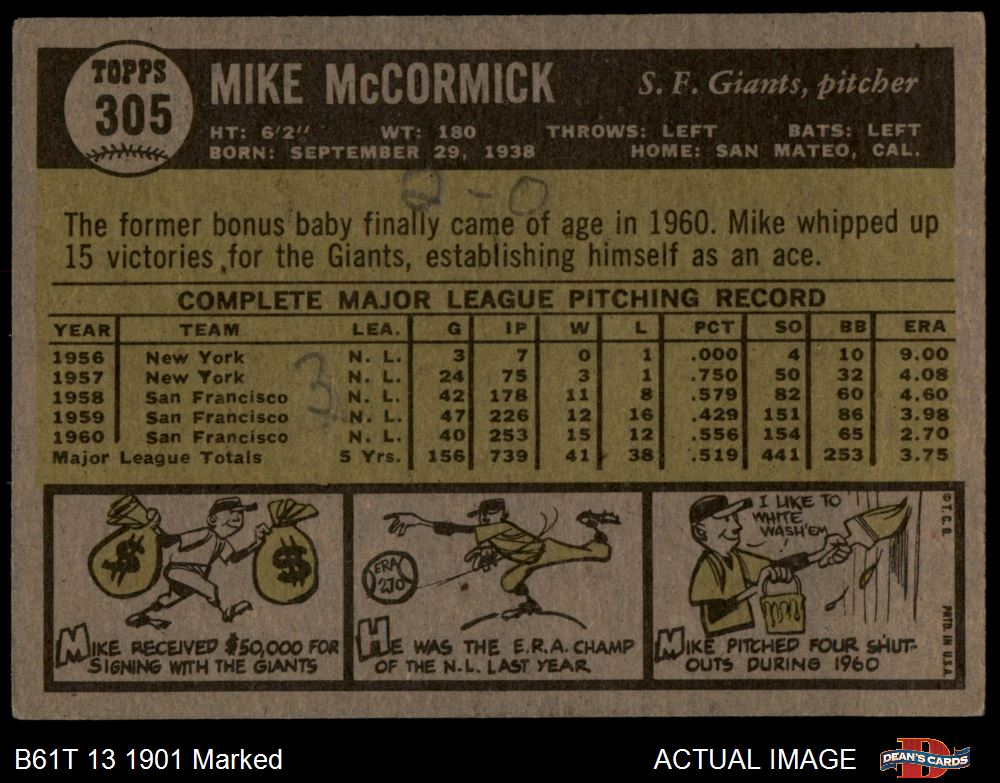 TOPPS
305
MIKE McCORMICK
S. F. Giants, pitcher
HT: 6'2" WT: 180 THROWS: LEFT BATS: LEFT
BORN: SEPTEMBER 29, 1938 HOME: SAN MATEO, CAL.
2 - 0
The former bonus baby finally came of age in 1960. Mike whipped up
15 victories for the Giants, establishing himself as an ace.
COMPLETE MAJOR LEAGUE PITCHING RECORD
YEAR TEAM LEA. G IP W L PCT SO BB ERA
1956 New York N. L. 3 7 0 1 .000 4 10 9.00
1957 New York N. L. 24 75 3 1 .750 50 32 4.08
1958 San Francisco N. L. 42 178 11 8 .579 82 60 4.60
1959 San Francisco N. L. 47 226 12 16 .429 151 86 3.98
1960 San Francisco N. L. 40 253 15 12 .556 154 65 2.70
Major League Totals 5 Yrs. 156 739 41 38 .519 441 253 3.75
3
$ $
MIKE RECEIVED $50,000 FOR
SIGNING WITH THE GIANTS
ERA
2.70
HE WAS THE E.R.A. CHAMP
OF THE N.L. LAST YEAR
I LIKE TO
WHITE
WASH 'EM
MIKE PITCHED FOUR SHUT-
OUTS DURING 1960
© T.C.G. PRTD. IN U.S.A.
B61T 13 1901 Marked
ACTUAL IMAGE
DEAN'S CARDS